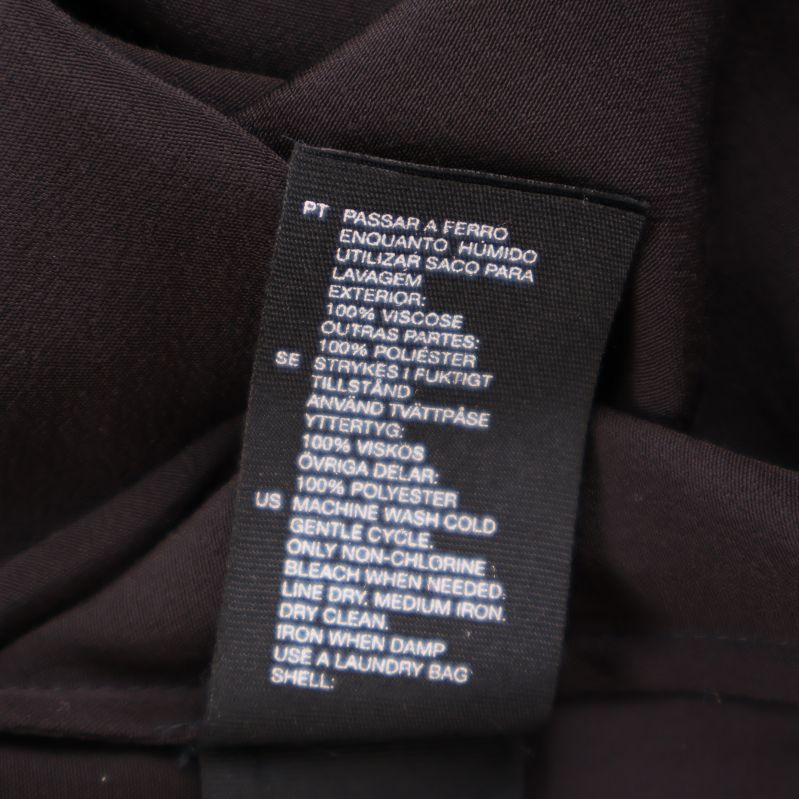 PT PASSAR A FERRO
ENQUANTO HÚMIDO
UTILIZAR SACO PARA
LAVAGÉM
EXTERIOR:
100% VISCOSE
OUTRAS PARTES:
100% POLIÉSTER
SE STRYKES I FUKTIGT
TILLSTÅND
ANVÄND TVÄTTPÅSE
YTTERTYG:
100% VISKOS
ÖVRIGA DELAR:
100% POLYESTER
US MACHINE WASH COLD
GENTLE CYCLE.
ONLY NON-CHLORINE
BLEACH WHEN NEEDED.
LINE DRY. MEDIUM IRON.
DRY CLEAN.
IRON WHEN DAMP
USE A LAUNDRY BAG
SHELL: